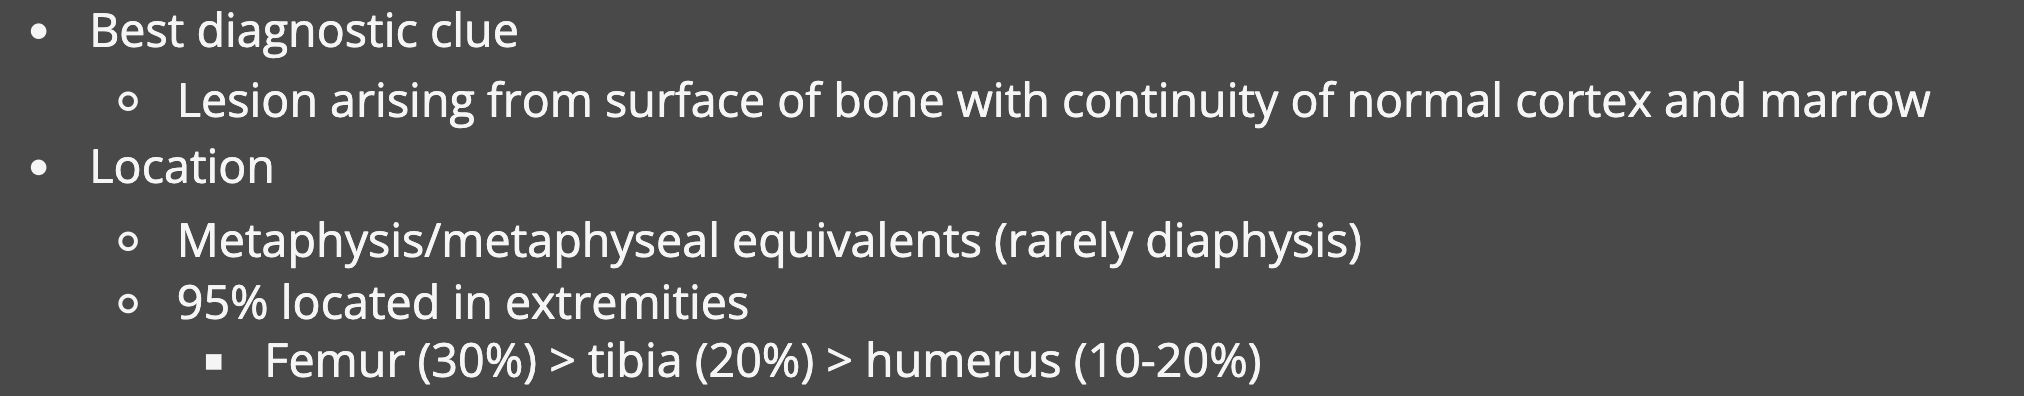 • Best diagnostic clue
○ Lesion arising from surface of bone with continuity of normal cortex and marrow
• Location
○ Metaphysis/metaphyseal equivalents (rarely diaphysis)
○ 95% located in extremities
▪ Femur (30%) > tibia (20%) > humerus (10-20%)